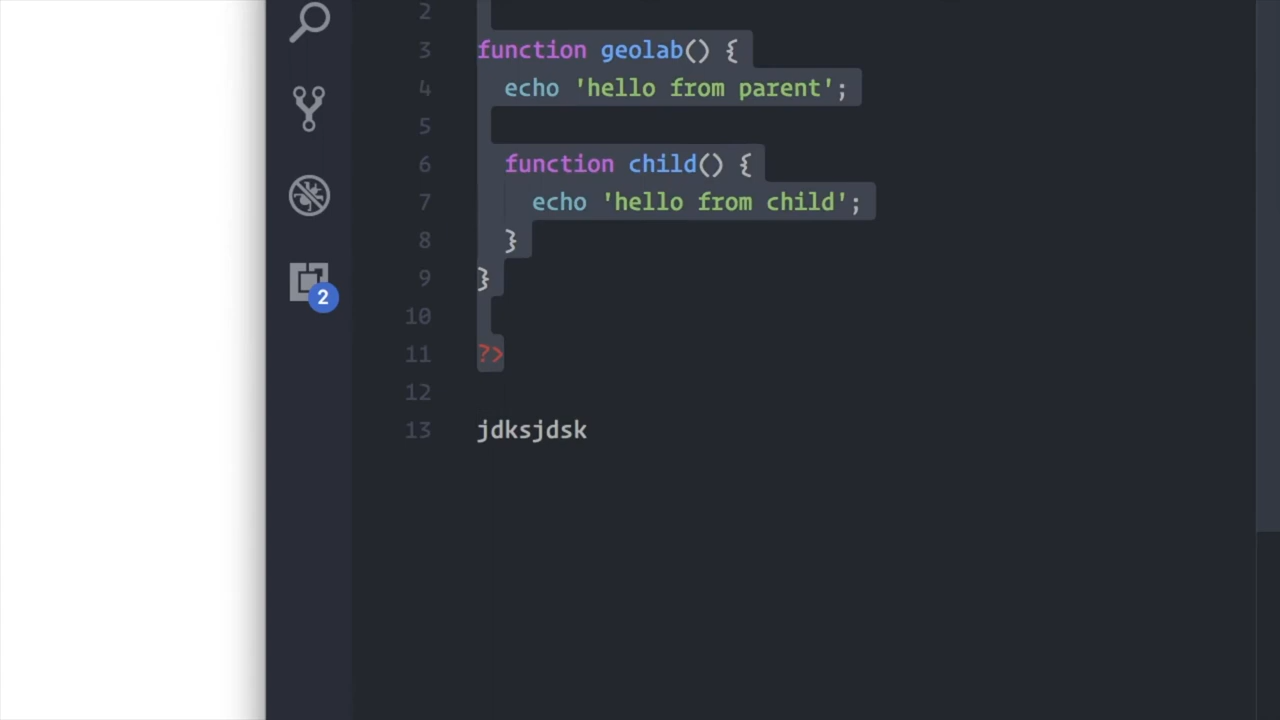 2
3 function geolab() {
4 echo 'hello from parent';
5
6 function child() {
7 echo 'hello from child';
8 }
9 }
10
11 ?>
12
13 jdksjdsk
2